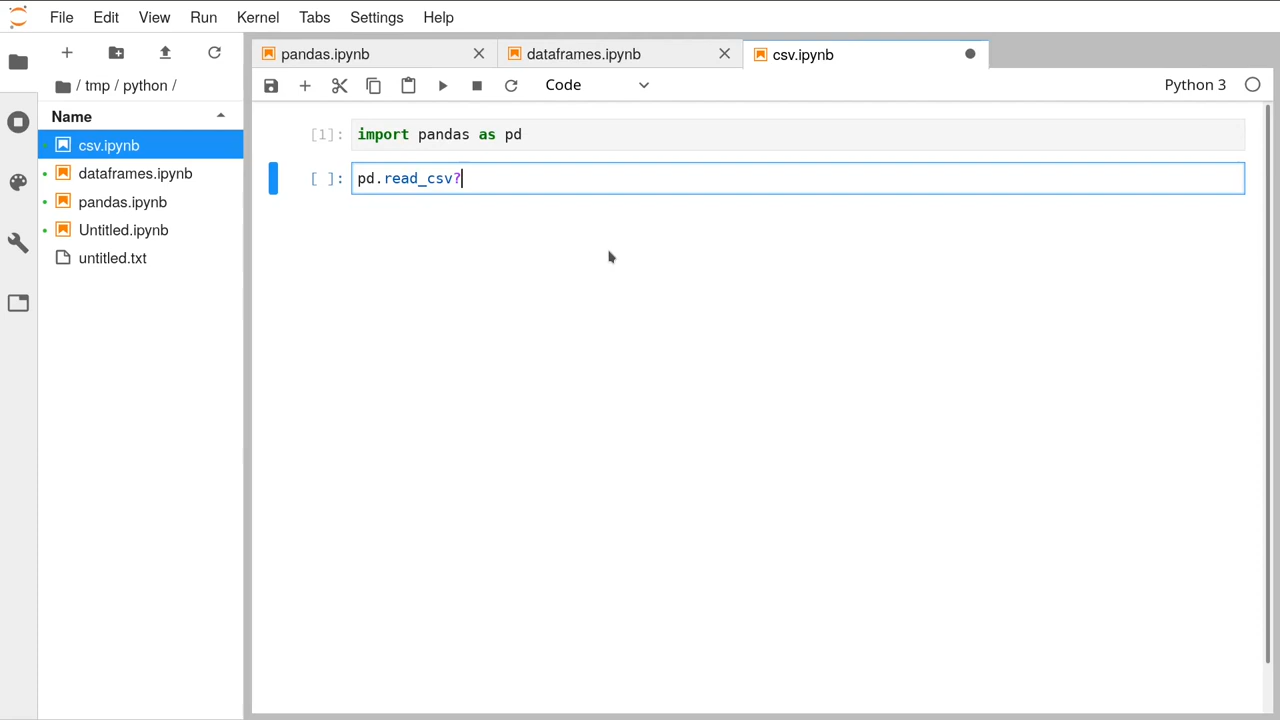 File Edit View Run Kernel Tabs Settings Help
pandas.ipynb dataframes.ipynb csv.ipynb
/ tmp / python /
Code Python 3
Name
csv.ipynb
dataframes.ipynb
pandas.ipynb
Untitled.ipynb
untitled.txt
[1]: import pandas as pd
[ ]: pd.read_csv?